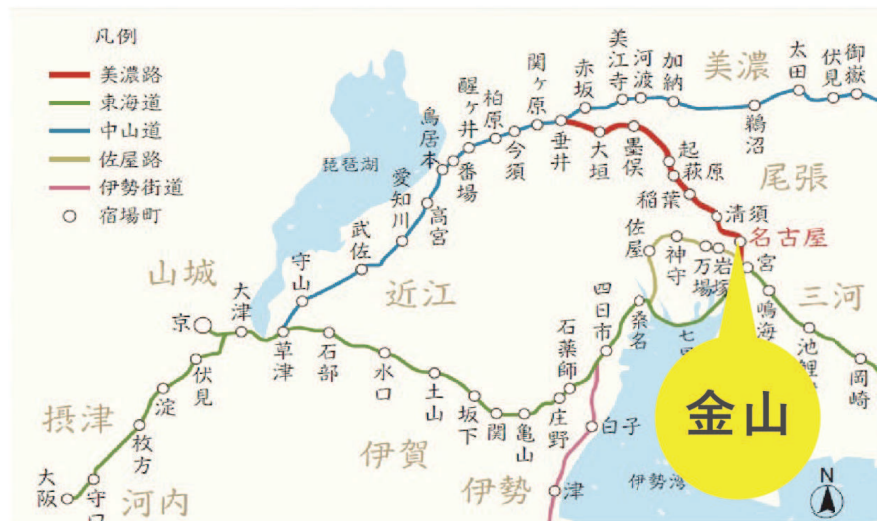 凡例
美濃路
東海道
中山道
佐屋路
伊勢街道
宿場町
琵琶湖
鳥居本
醒ヶ井
番場
柏原
今須
関ヶ原
垂井
赤坂
美江寺
河渡
加納
美濃
鵜沼
太田
伏見
御嶽
大垣
墨俣
起
萩原
稲葉
清須
名古屋
尾張
愛知川
高宮
武佐
守山
近江
佐屋
神守
万場
岩塚
宮
鳴海
三河
岡崎
山城
京
大津
草津
石部
水口
土山
坂下
関
亀山
庄野
石薬師
四日市
桑名
七
池鯉
金山
伏見
淀
枚方
摂津
守口
大阪
河内
伊賀
伊勢
白子
津
伊勢湾
N